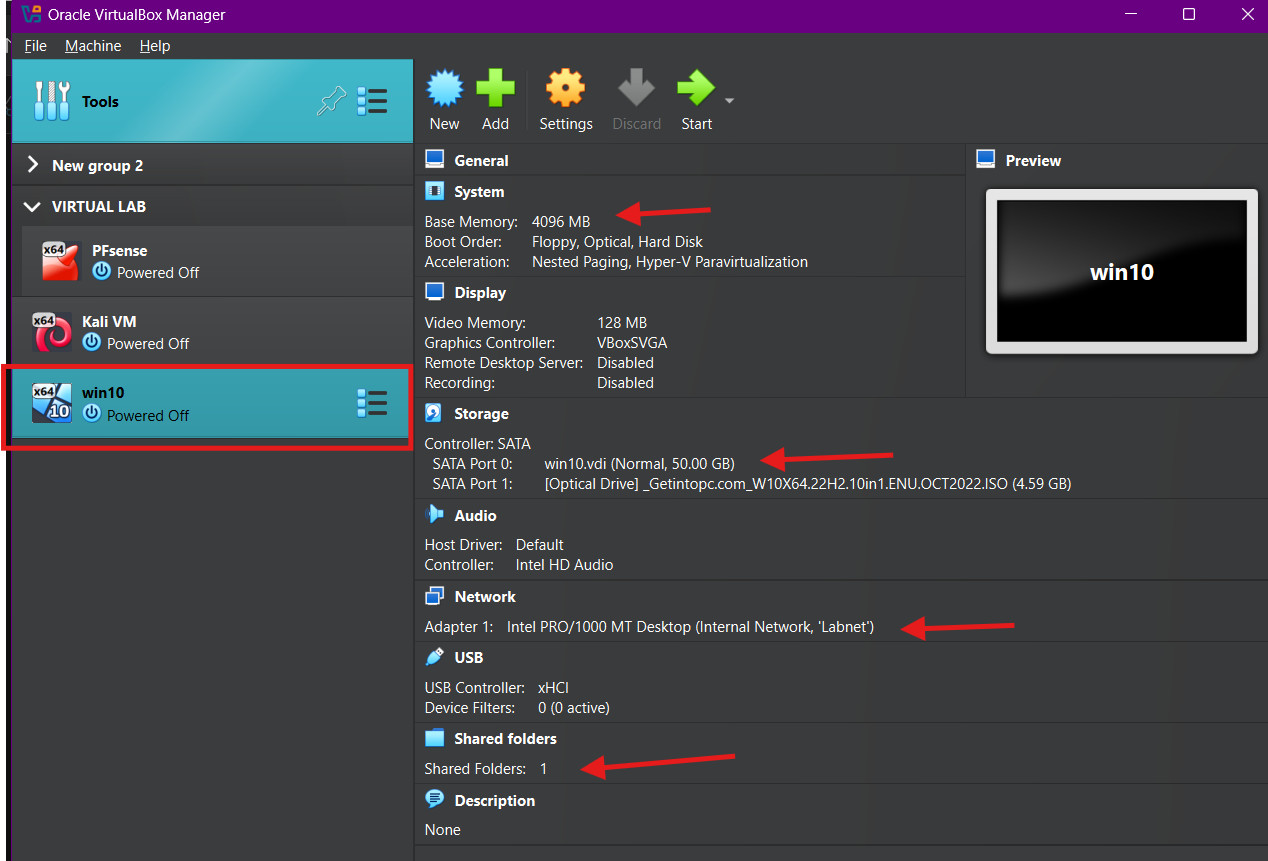 Oracle VirtualBox Manager
File Machine Help
Tools
New Add Settings Discard Start
New group 2
VIRTUAL LAB
x64 PFsense
Powered Off
x64 Kali VM
Powered Off
x64 10 win10
Powered Off
General
System
Base Memory: 4096 MB
Boot Order: Floppy, Optical, Hard Disk
Acceleration: Nested Paging, Hyper-V Paravirtualization
Display
Video Memory: 128 MB
Graphics Controller: VBoxSVGA
Remote Desktop Server: Disabled
Recording: Disabled
Storage
Controller: SATA
SATA Port 0: win10.vdi (Normal, 50.00 GB)
SATA Port 1: [Optical Drive] _Getintopc.com_W10X64.22H2.10in1.ENU.OCT2022.ISO (4.59 GB)
Audio
Host Driver: Default
Controller: Intel HD Audio
Network
Adapter 1: Intel PRO/1000 MT Desktop (Internal Network, 'Labnet')
USB
USB Controller: xHCI
Device Filters: 0 (0 active)
Shared folders
Shared Folders: 1
Description
None
Preview
win10